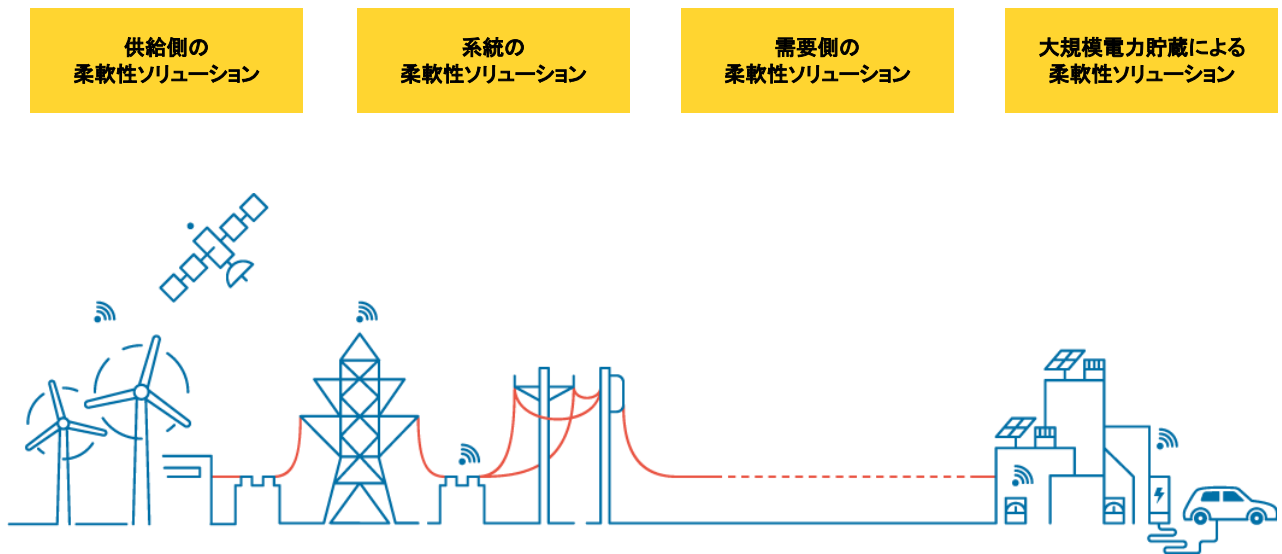 供給側の
柔軟性ソリューション
系統の
柔軟性ソリューション
需要側の
柔軟性ソリューション
大規模電力貯蔵による
柔軟性ソリューション